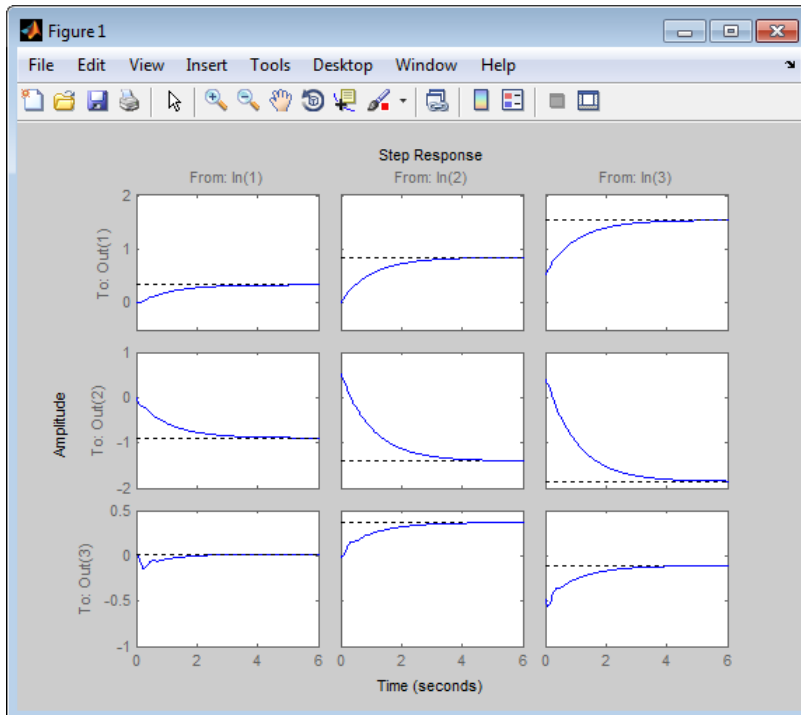 Figure 1
File Edit View Insert Tools Desktop Window Help
Step Response
From: In(1) From: In(2) From: In(3)
To: Out(1)
2
1
0
Amplitude
To: Out(2)
1
0
-1
-2
To: Out(3)
0.5
0
-0.5
-1
0 2 4 6 0 2 4 6 0 2 4 6
Time (seconds)